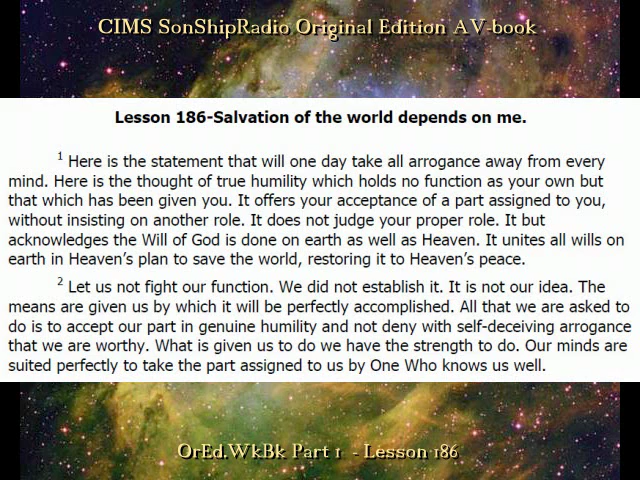 CIMS SonShipRadio Original Edition AV-book
Lesson 186-Salvation of the world depends on me.
1 Here is the statement that will one day take all arrogance away from every
mind. Here is the thought of true humility which holds no function as your own but
that which has been given you. It offers your acceptance of a part assigned to you,
without insisting on another role. It does not judge your proper role. It but
acknowledges the Will of God is done on earth as well as Heaven. It unites all wills on
earth in Heaven’s plan to save the world, restoring it to Heaven’s peace.
2 Let us not fight our function. We did not establish it. It is not our idea. The
means are given us by which it will be perfectly accomplished. All that we are asked to
do is to accept our part in genuine humility and not deny with self-deceiving arrogance
that we are worthy. What is given us to do we have the strength to do. Our minds are
suited perfectly to take the part assigned to us by One Who knows us well.
OrEd.WkBk Part 1 - Lesson 186